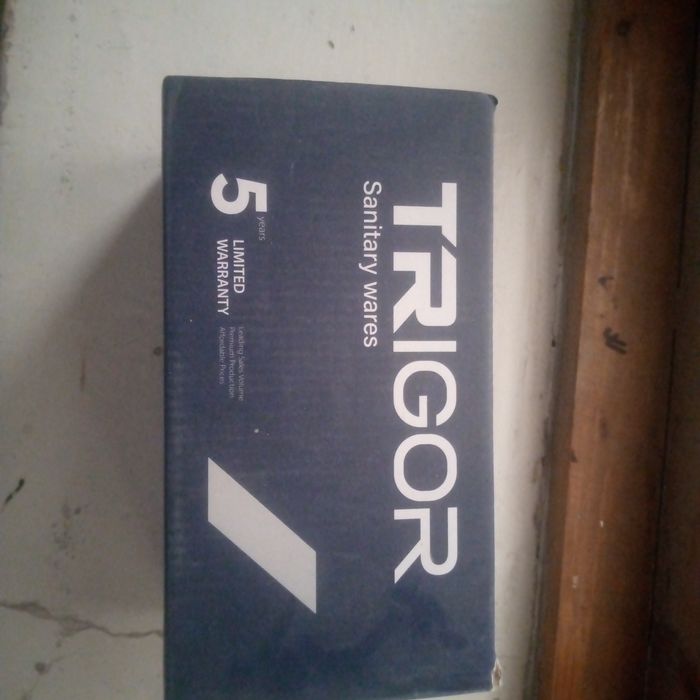 TRIGOR
Sanitary wares
5 years
LIMITED
WARRANTY
Leading Sales Volume
Premium Production
Affordable Prices